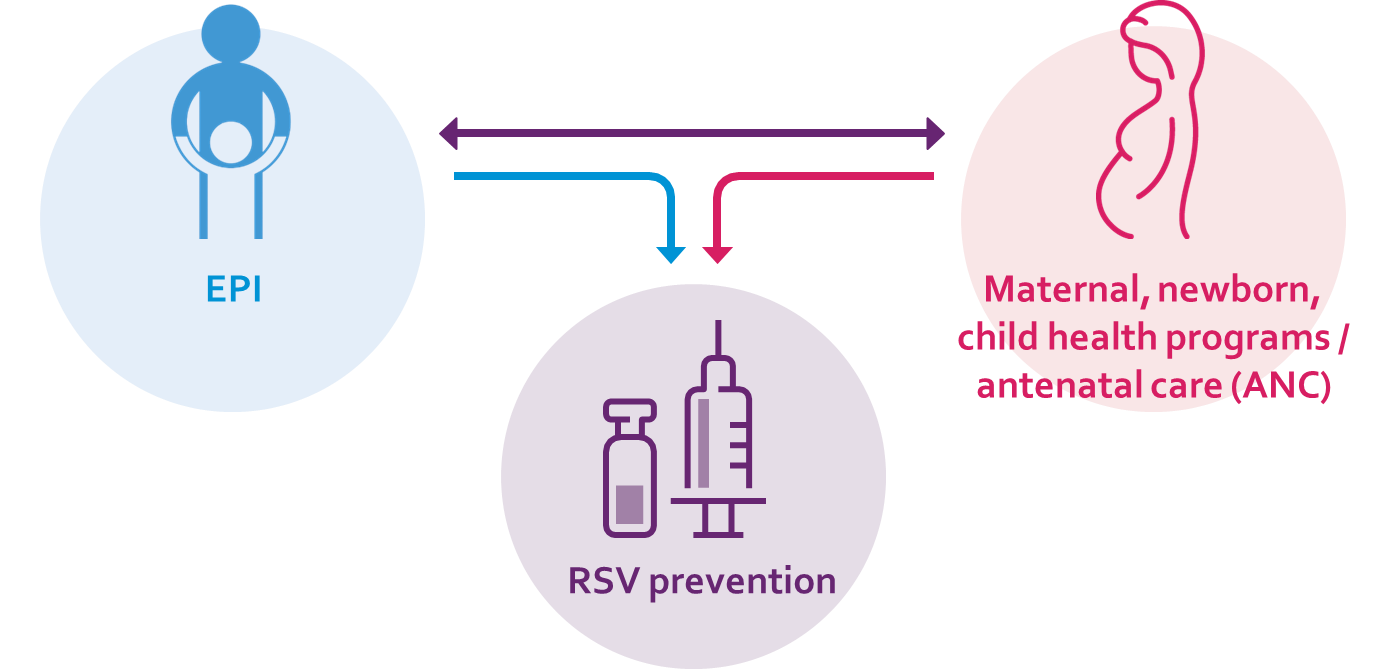 EPI
Maternal, newborn,
child health programs /
antenatal care (ANC)
RSV prevention